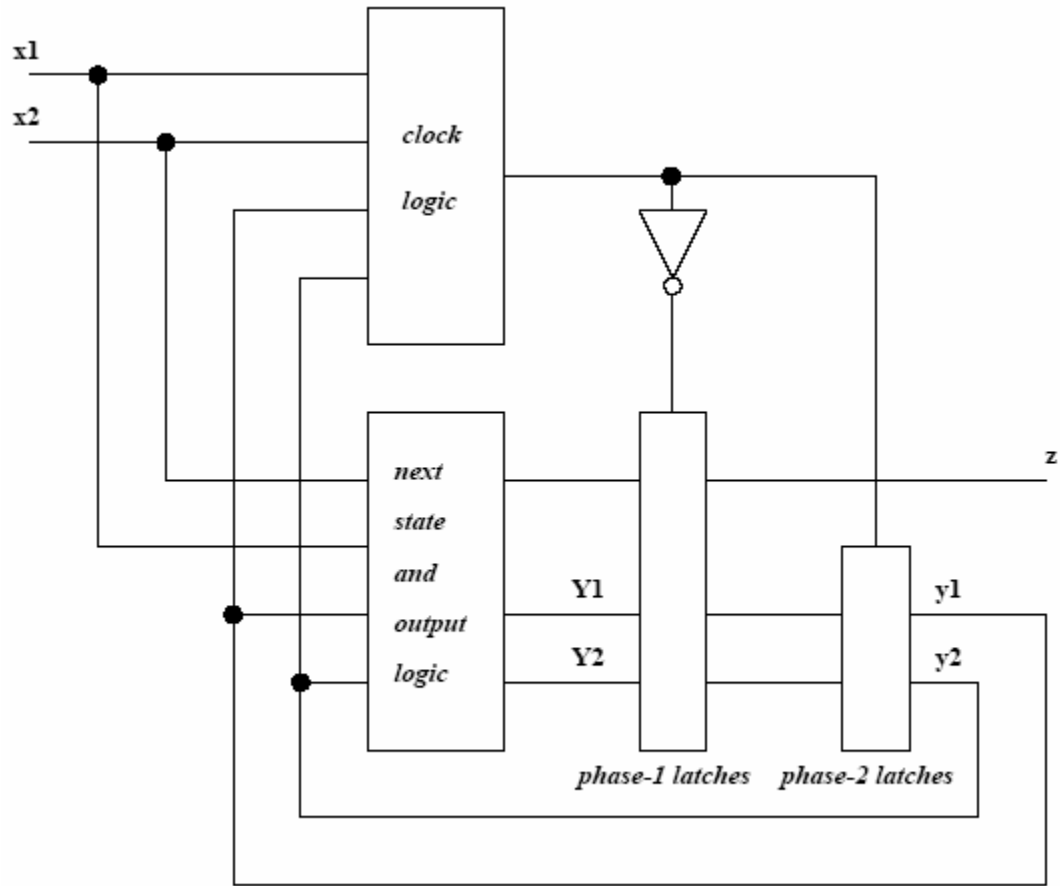 x1
x2
clock
logic
next
state
and
output
logic
z
Y1
Y2
y1
y2
phase-1 latches
phase-2 latches